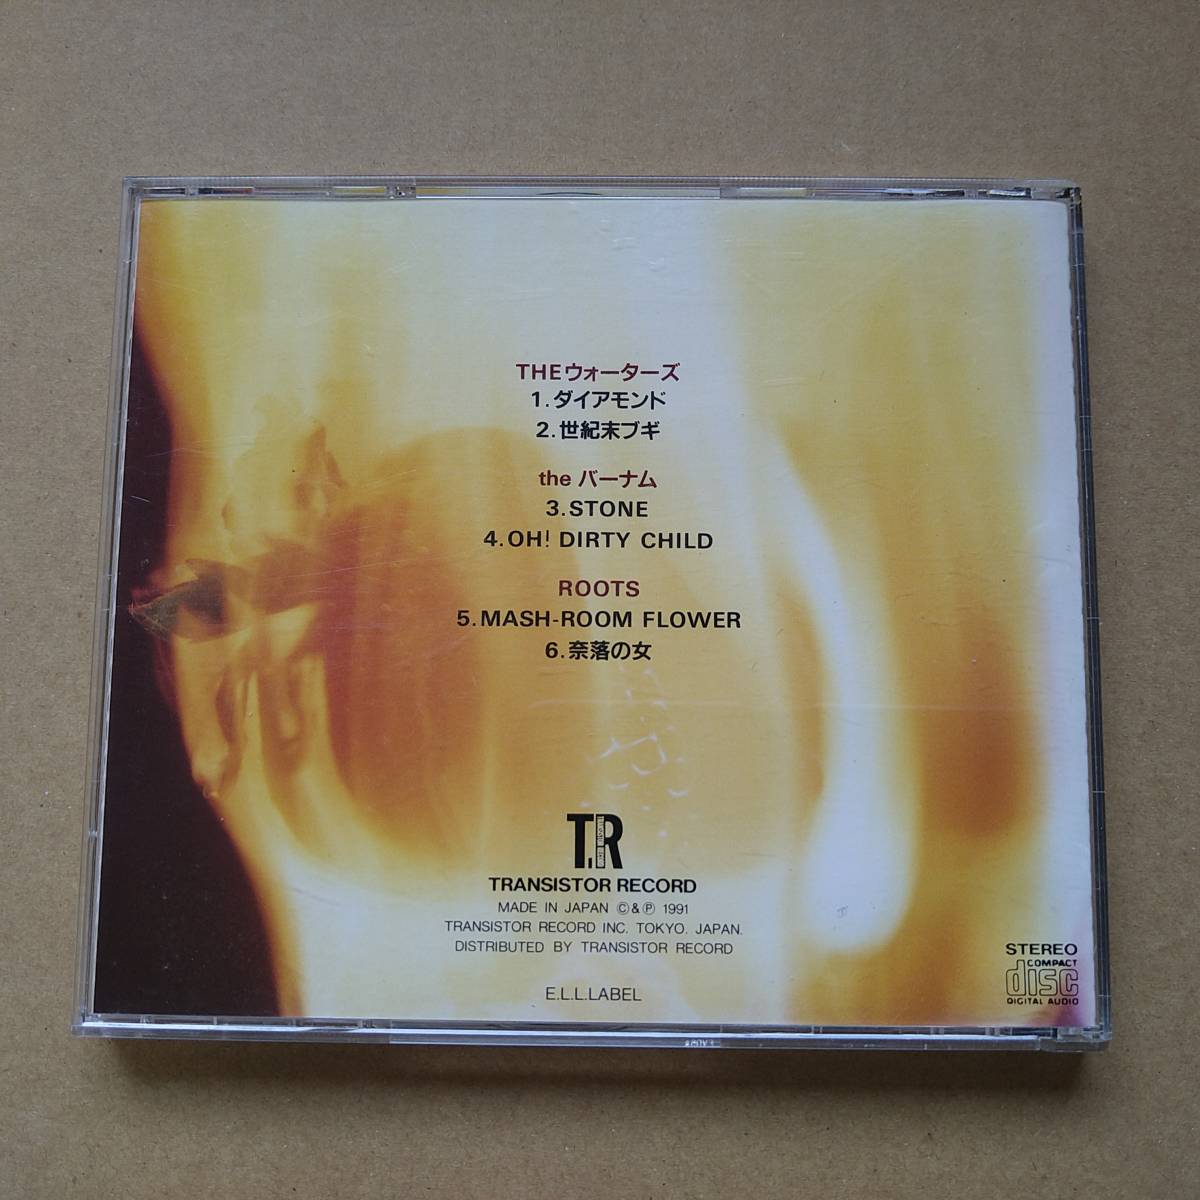 THEウォーターズ
1.ダイアモンド
2.世紀末ブギ
the バーナム
3.STONE
4.OH! DIRTY CHILD
ROOTS
5.MASH-ROOM FLOWER
6.奈落の女
T.R
TRANSISTOR RECORD
TRANSISTOR RECORD
MADE IN JAPAN Ⓒ&Ⓟ 1991
TRANSISTOR RECORD INC. TOKYO. JAPAN.
DISTRIBUTED BY TRANSISTOR RECORD
E.L.L.LABEL
STEREO
COMPACT
disc
DIGITAL AUDIO